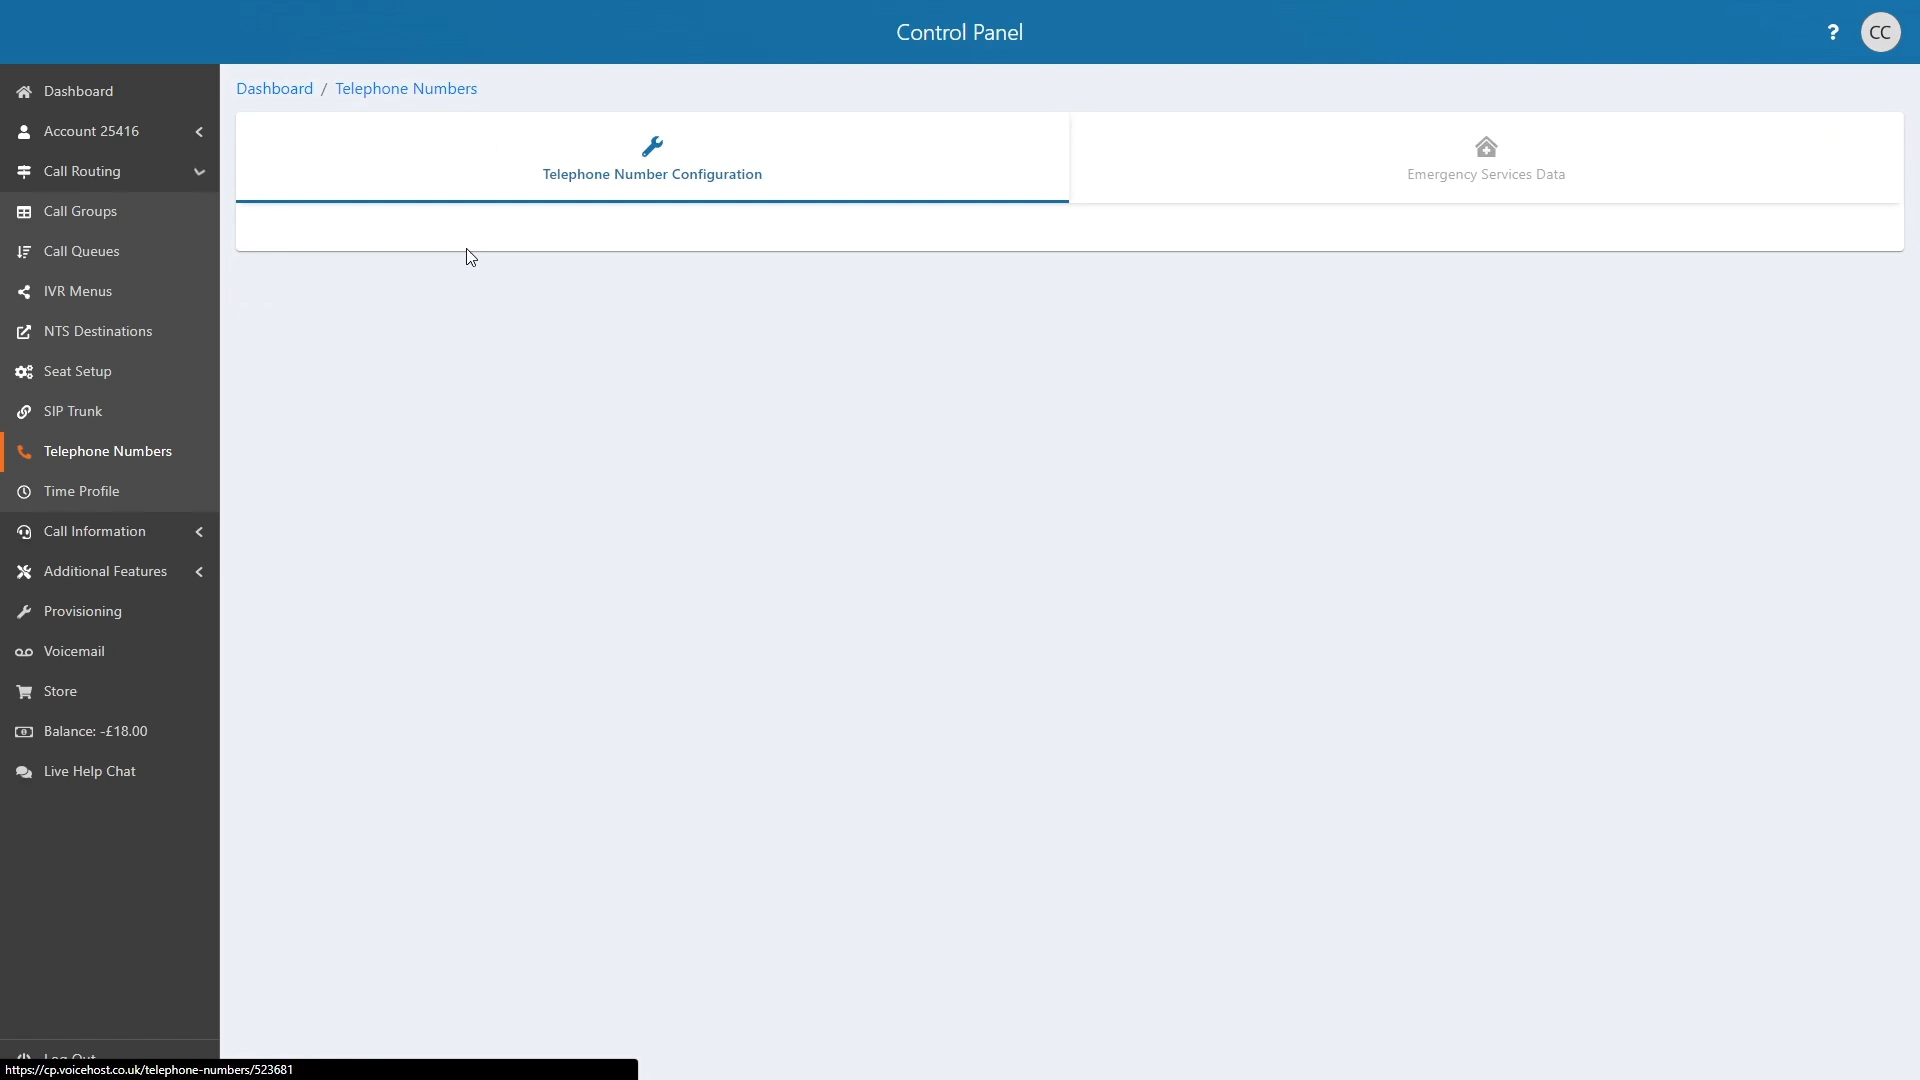 Control Panel
?
CC
Dashboard
Account 25416
Call Routing
Call Groups
Call Queues
IVR Menus
NTS Destinations
Seat Setup
SIP Trunk
Telephone Numbers
Time Profile
Call Information
Additional Features
Provisioning
Voicemail
Store
Balance: -£18.00
Live Help Chat
Log Out
Dashboard / Telephone Numbers
Telephone Number Configuration
Emergency Services Data
https://cp.voicehost.co.uk/telephone-numbers/523681